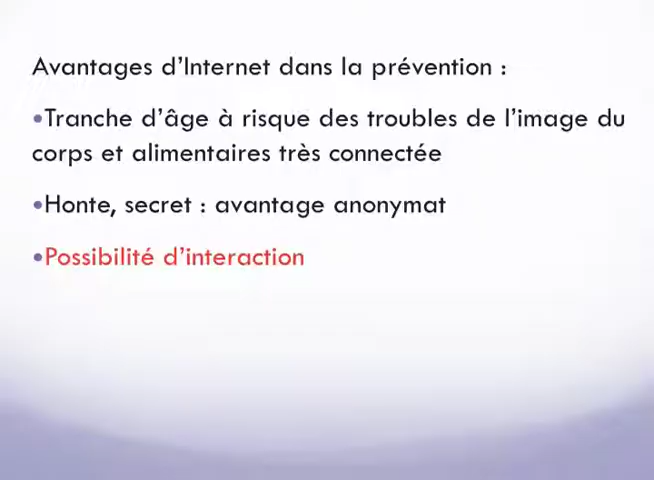 Avantages d’Internet dans la prévention :
•Tranche d’âge à risque des troubles de l’image du
corps et alimentaires très connectée
•Honte, secret : avantage anonymat
•Possibilité d’interaction